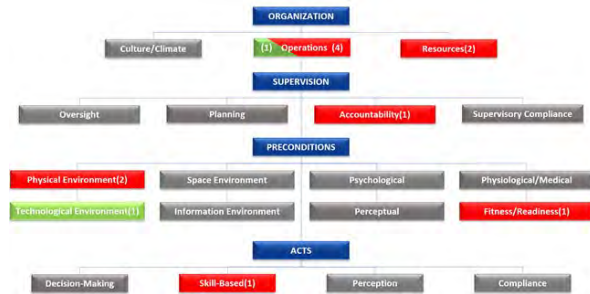 ORGANIZATION
Culture/Climate
(1) Operations (4)
Resources(2)
SUPERVISION
Oversight
Planning
Accountability(1)
Supervisory Compliance
PRECONDITIONS
Physical Environment(2)
Space Environment
Psychological
Physiological/Medical
Technological Environment(1)
Information Environment
Perceptual
Fitness/Readiness(1)
ACTS
Decision-Making
Skill-Based(1)
Perception
Compliance